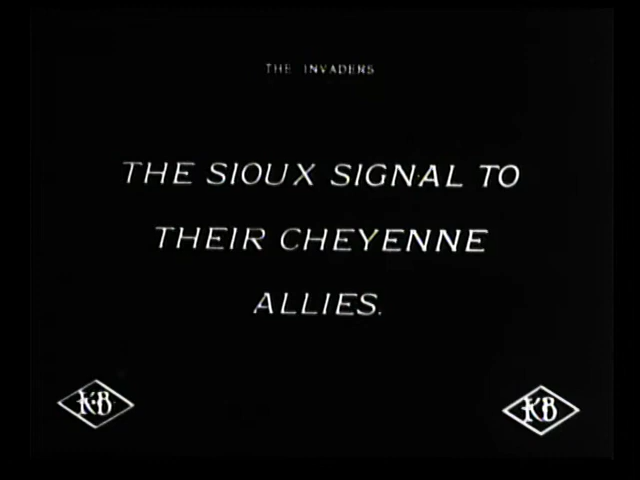 THE INVADERS
THE SIOUX SIGNAL TO
THEIR CHEYENNE
ALLIES.
KB KB